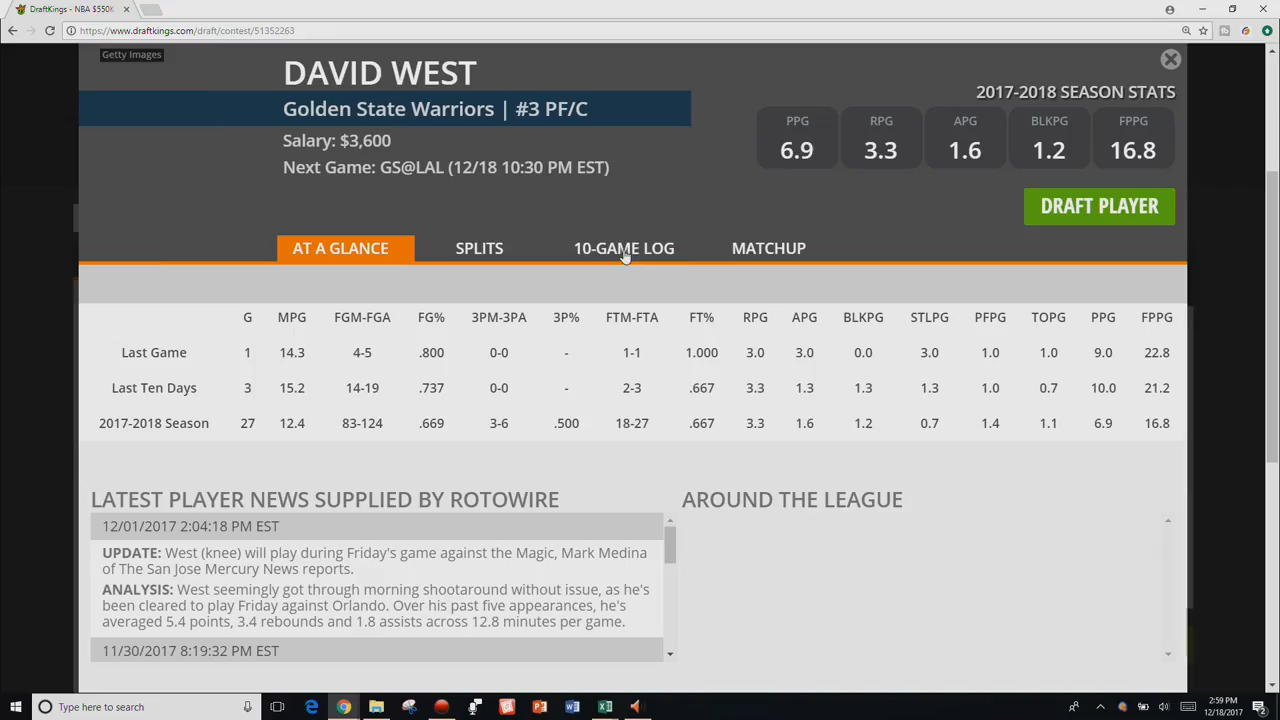 DraftKings - NBA $550K
https://www.draftkings.com/draft/contest/51352263
Getty Images
DAVID WEST
Golden State Warriors | #3 PF/C
Salary: $3,600
Next Game: GS@LAL (12/18 10:30 PM EST)
2017-2018 SEASON STATS
PPG RPG APG BLKPG FPPG
6.9 3.3 1.6 1.2 16.8
DRAFT PLAYER
AT A GLANCE SPLITS 10-GAME LOG MATCHUP
G MPG FGM-FGA FG% 3PM-3PA 3P% FTM-FTA FT% RPG APG BLKPG STLPG PFPG TOPG PPG FPPG
Last Game 1 14.3 4-5 .800 0-0 - 1-1 1.000 3.0 3.0 0.0 3.0 1.0 1.0 9.0 22.8
Last Ten Days 3 15.2 14-19 .737 0-0 - 2-3 .667 3.3 1.3 1.3 1.3 1.0 0.7 10.0 21.2
2017-2018 Season 27 12.4 83-124 .669 3-6 .500 18-27 .667 3.3 1.6 1.2 0.7 1.4 1.1 6.9 16.8
LATEST PLAYER NEWS SUPPLIED BY ROTOWIRE
12/01/2017 2:04:18 PM EST
UPDATE: West (knee) will play during Friday's game against the Magic, Mark Medina
of The San Jose Mercury News reports.
ANALYSIS: West seemingly got through morning shootaround without issue, as he's
been cleared to play Friday against Orlando. Over his past five appearances, he's
averaged 5.4 points, 3.4 rebounds and 1.8 assists across 12.8 minutes per game.
11/30/2017 8:19:32 PM EST
AROUND THE LEAGUE
Type here to search
2:59 PM
12/18/2017